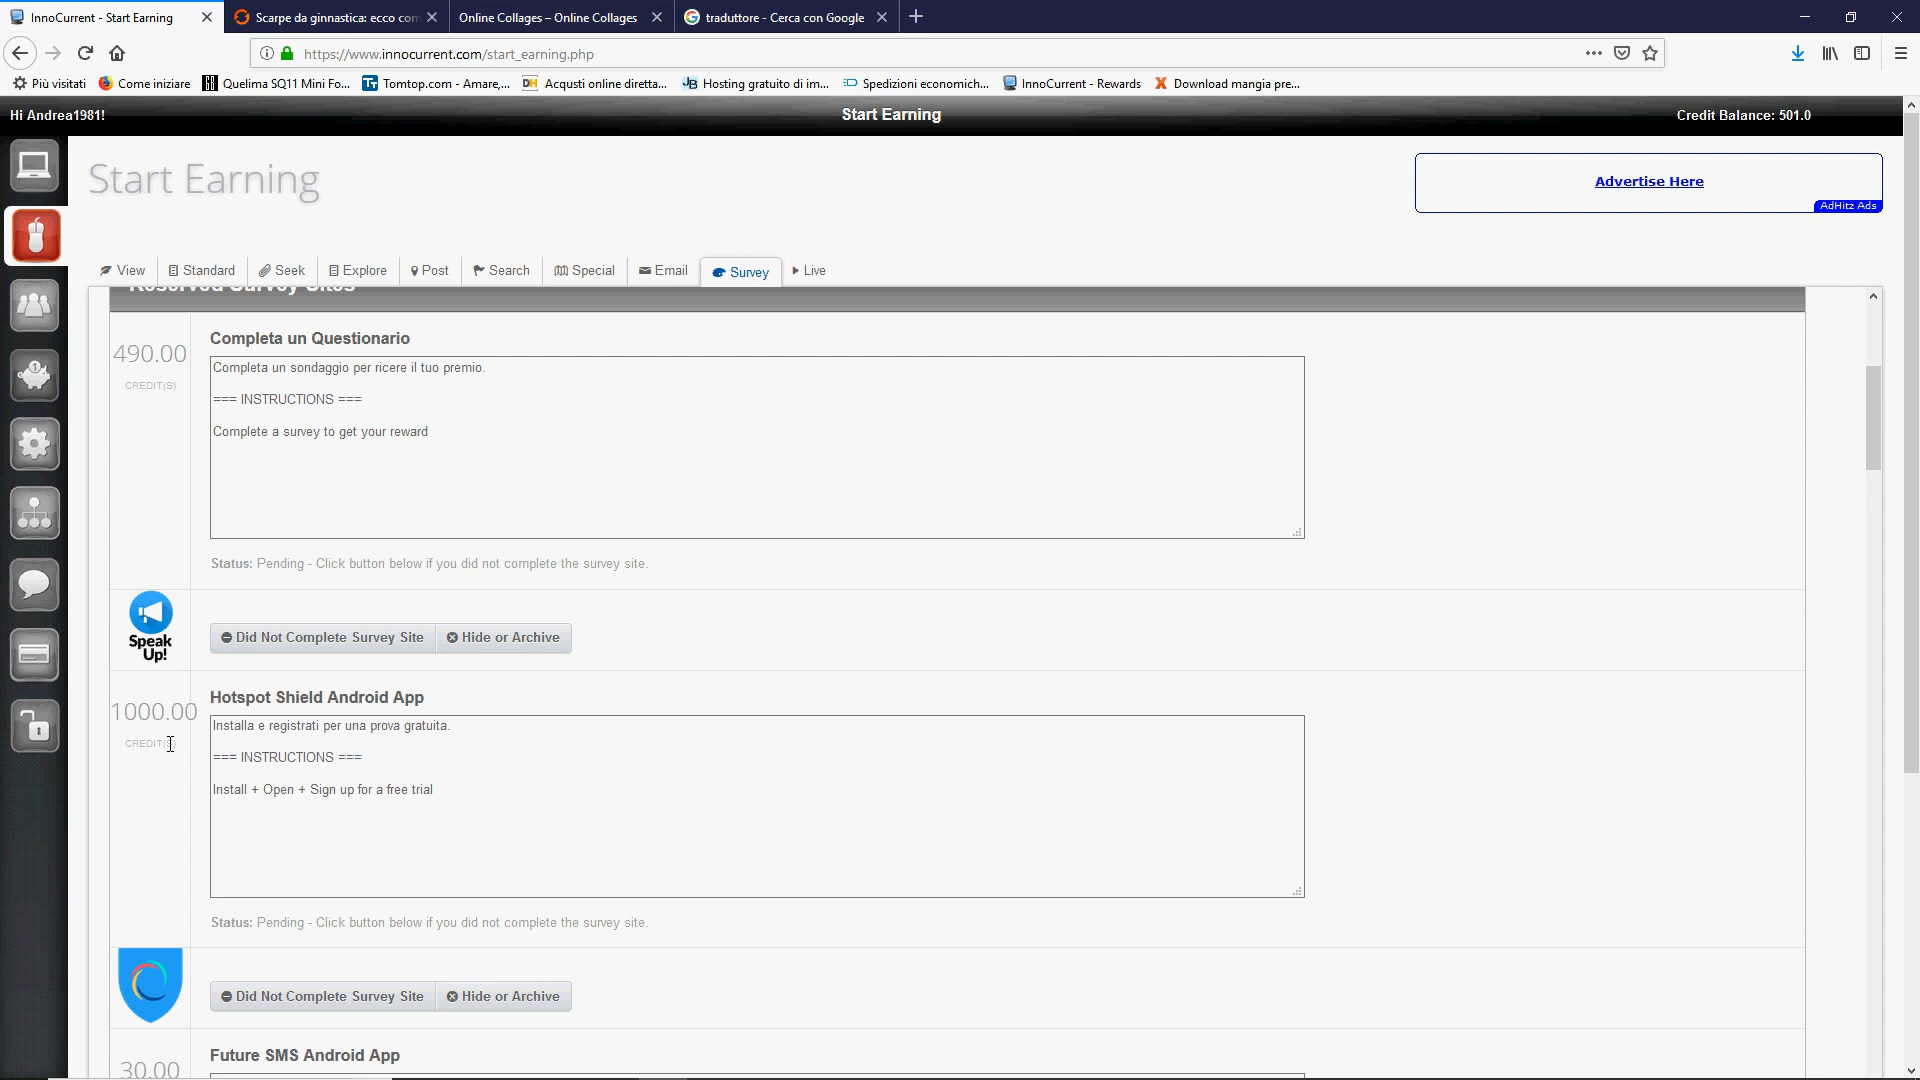 InnoCurrent - Start Earning
Scarpe da ginnastica: ecco com
Online Collages – Online Collages
traduttore - Cerca con Google
https://www.innocurrent.com/start_earning.php
Più visitati
Come iniziare
Quelima SQ11 Mini Fo...
Tomtop.com - Amare,...
Acqusti online diretta...
Hosting gratuito di im...
Spedizioni economich...
InnoCurrent - Rewards
Download mangia pre...
Hi Andrea1981!
Start Earning
Credit Balance: 501.0
Start Earning
Advertise Here
AdHitz Ads
View
Standard
Seek
Explore
Post
Search
Special
Email
Survey
Live
Reserved Survey Sites
490.00
CREDIT(S)
Completa un Questionario
Completa un sondaggio per ricere il tuo premio.
=== INSTRUCTIONS ===
Complete a survey to get your reward
Status: Pending - Click button below if you did not complete the survey site.
Speak
Up!
Did Not Complete Survey Site
Hide or Archive
1000.00
CREDIT(S)
Hotspot Shield Android App
Installa e registrati per una prova gratuita.
=== INSTRUCTIONS ===
Install + Open + Sign up for a free trial
Status: Pending - Click button below if you did not complete the survey site.
Did Not Complete Survey Site
Hide or Archive
30.00
Future SMS Android App